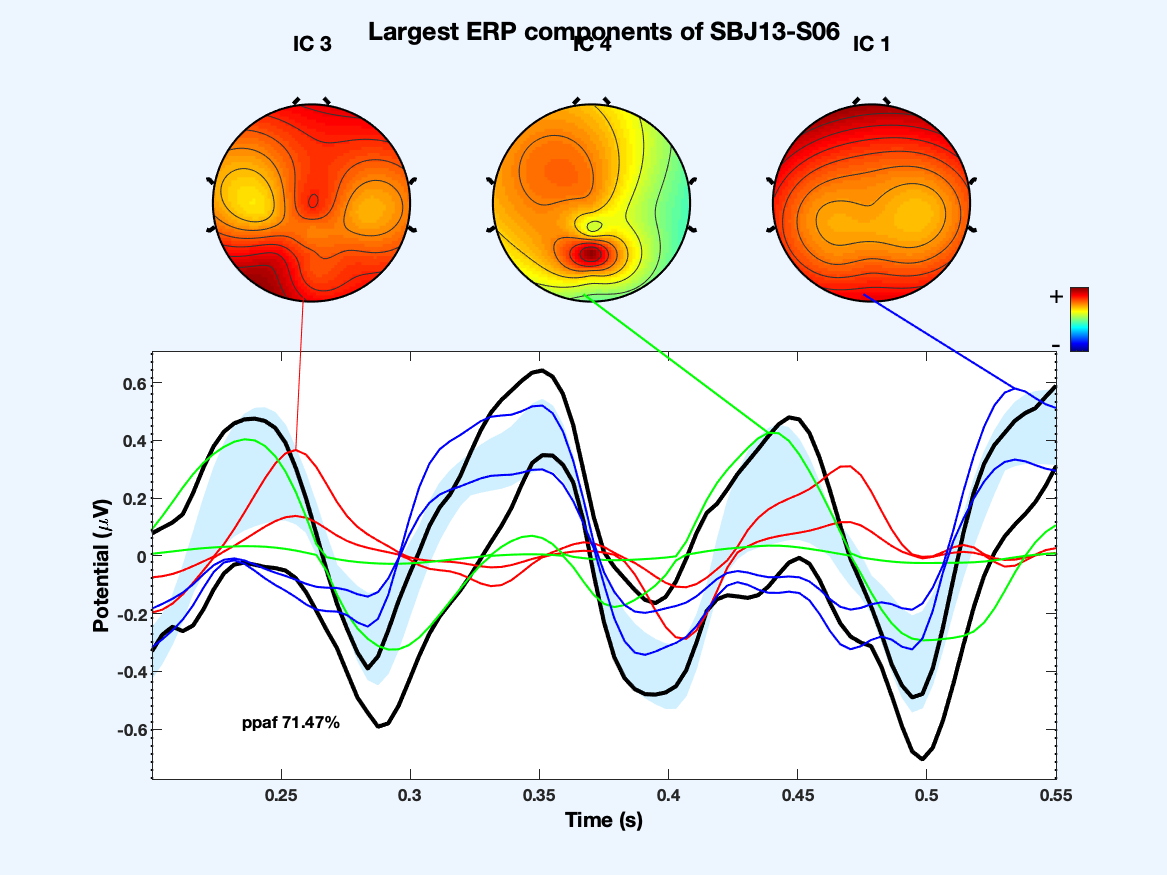 Largest ERP components of SBJ13-S06
IC 3
IC 4
IC 1
+
-
Potential (μV)
0.6
0.4
0.2
0
-0.2
-0.4
-0.6
ppaf 71.47%
0.25
0.3
0.35
0.4
0.45
0.5
0.55
Time (s)